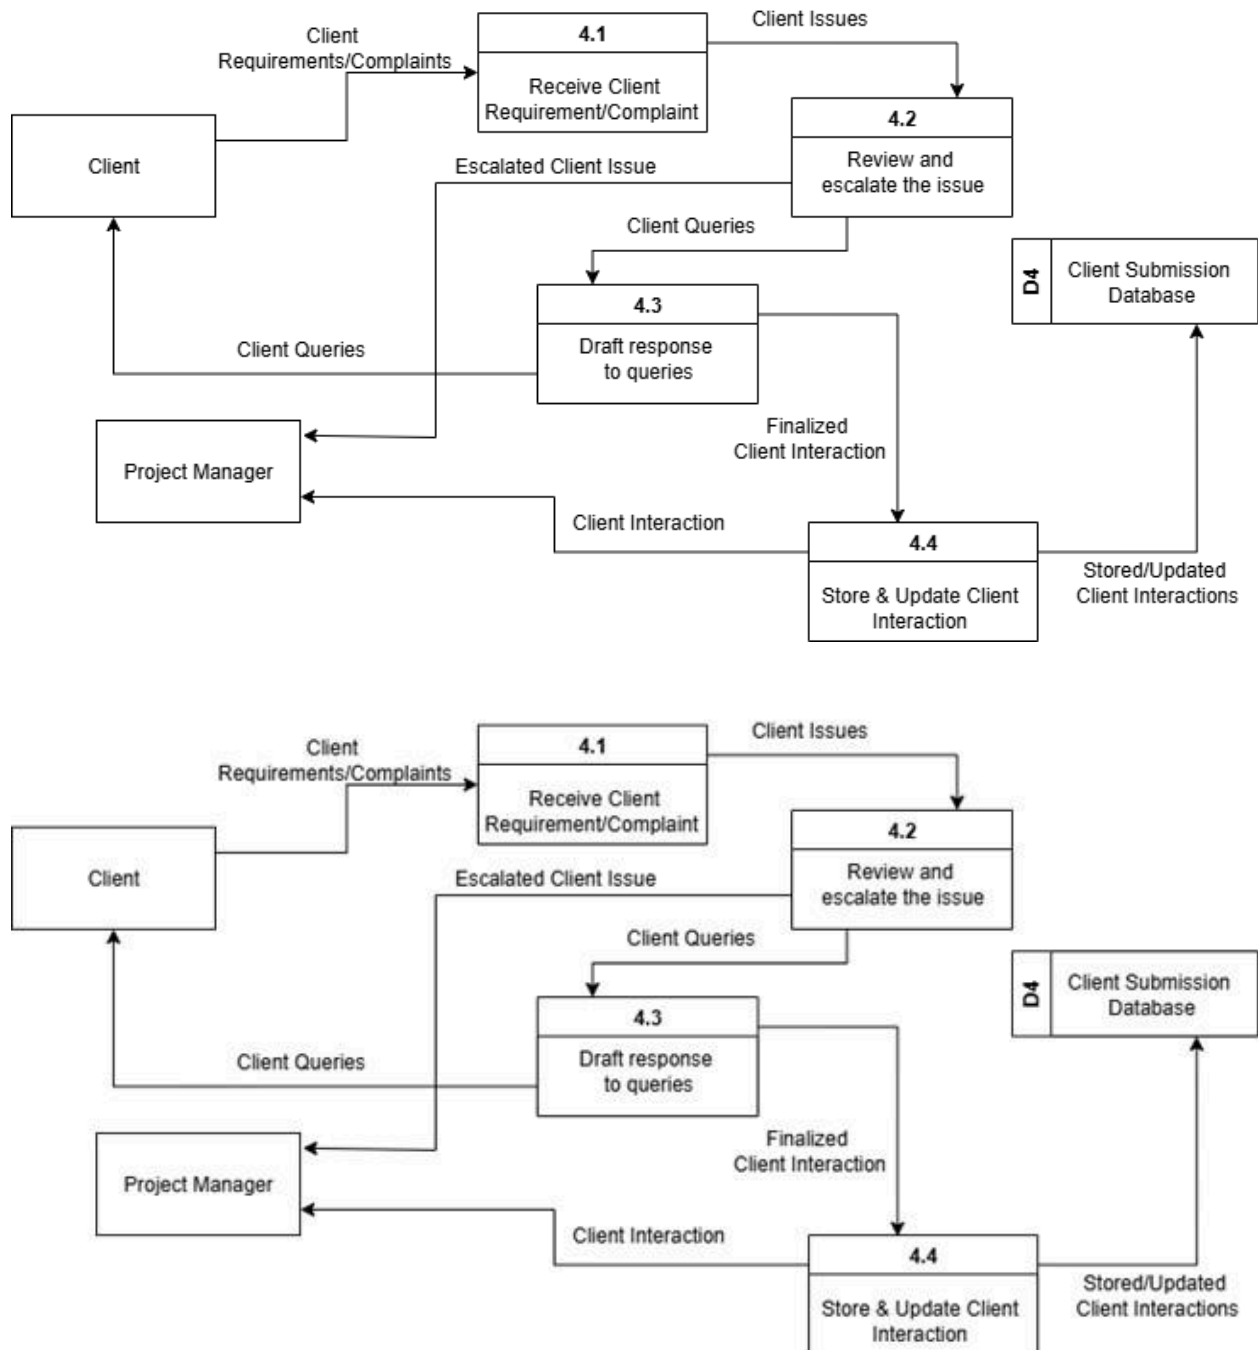 Client
Requirements/Complaints
4.1
Receive Client
Requirement/Complaint
Client Issues
4.2
Review and
escalate the issue
Client
Escalated Client Issue
Client Queries
D4
Client Submission
Database
4.3
Draft response
to queries
Client Queries
Finalized
Client Interaction
Project Manager
Client Interaction
4.4
Store & Update Client
Interaction
Stored/Updated
Client Interactions
Client
Requirements/Complaints
4.1
Receive Client
Requirement/Complaint
Client Issues
4.2
Review and
escalate the issue
Client
Escalated Client Issue
Client Queries
D4
Client Submission
Database
4.3
Draft response
to queries
Client Queries
Finalized
Client Interaction
Project Manager
Client Interaction
4.4
Store & Update Client
Interaction
Stored/Updated
Client Interactions